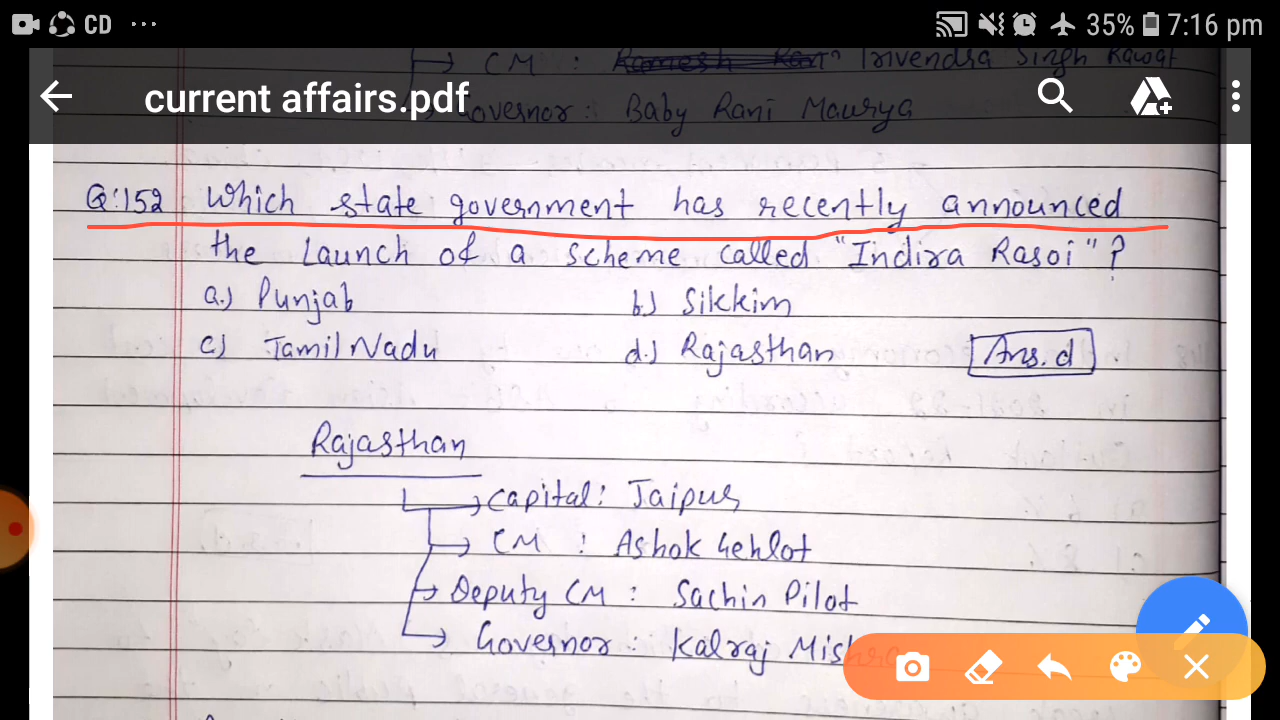 CD ... 35% 7:16 pm
CM : Trivendra Singh Rawat
current affairs.pdf
Governor : Baby Rani Maurya
Q.152 Which state government has recently announced
the Launch of a scheme called "Indira Rasoi" ?
a.) Punjab b.) Sikkim
c.) Tamil Nadu d.) Rajasthan Ans. d
Rajasthan
Capital: Jaipur
CM : Ashok Gehlot
Deputy CM : Sachin Pilot
Governor : Kalraj Mishra